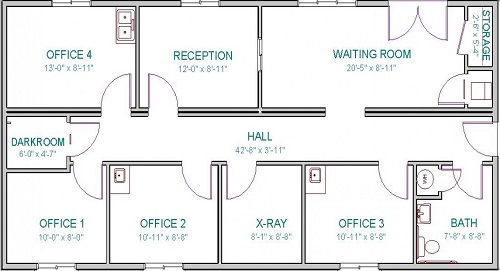 OFFICE 4
13'-0" x 8'-11"
RECEPTION
12'-0" x 8'-11"
WAITING ROOM
20'-5" x 8'-11"
STORAGE
2'-8" x 5'-4"
DARKROOM
6'-0" x 4'-7"
HALL
42'-8" x 3'-11"
OFFICE 1
10'-0" x 8'-0"
OFFICE 2
10'-11" x 8'-8"
X-RAY
8'-1" x 8'-8"
OFFICE 3
10'-11" x 8'-8"
WH
BATH
7'-8" x 8'-8"